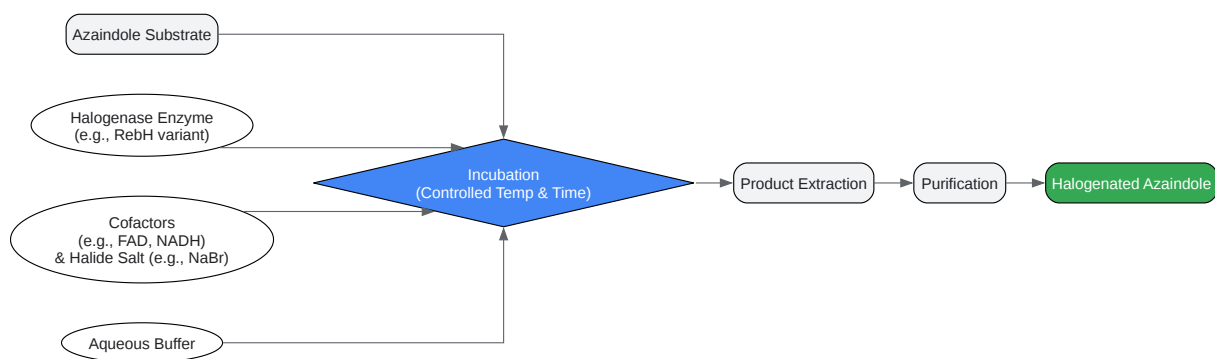 Azaindole Substrate
Halogenase Enzyme
(e.g., RebH variant)
Cofactors
(e.g., FAD, NADH)
& Halide Salt (e.g., NaBr)
Aqueous Buffer
Incubation
(Controlled Temp & Time)
Product Extraction
Purification
Halogenated Azaindole